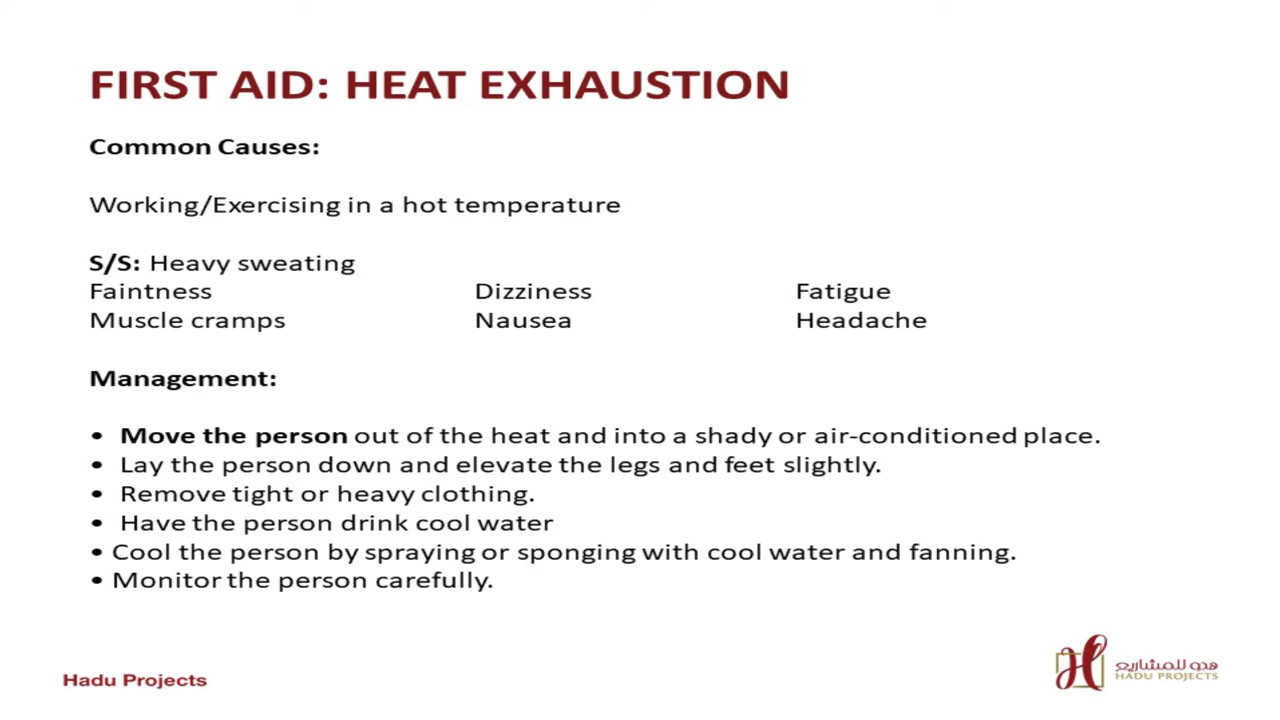 FIRST AID: HEAT EXHAUSTION
Common Causes:
Working/Exercising in a hot temperature
S/S: Heavy sweating
Faintness Dizziness Fatigue
Muscle cramps Nausea Headache
Management:
• Move the person out of the heat and into a shady or air-conditioned place.
• Lay the person down and elevate the legs and feet slightly.
• Remove tight or heavy clothing.
• Have the person drink cool water
• Cool the person by spraying or sponging with cool water and fanning.
• Monitor the person carefully.
Hadu Projects
هدو للمشاريع
HADU PROJECTS